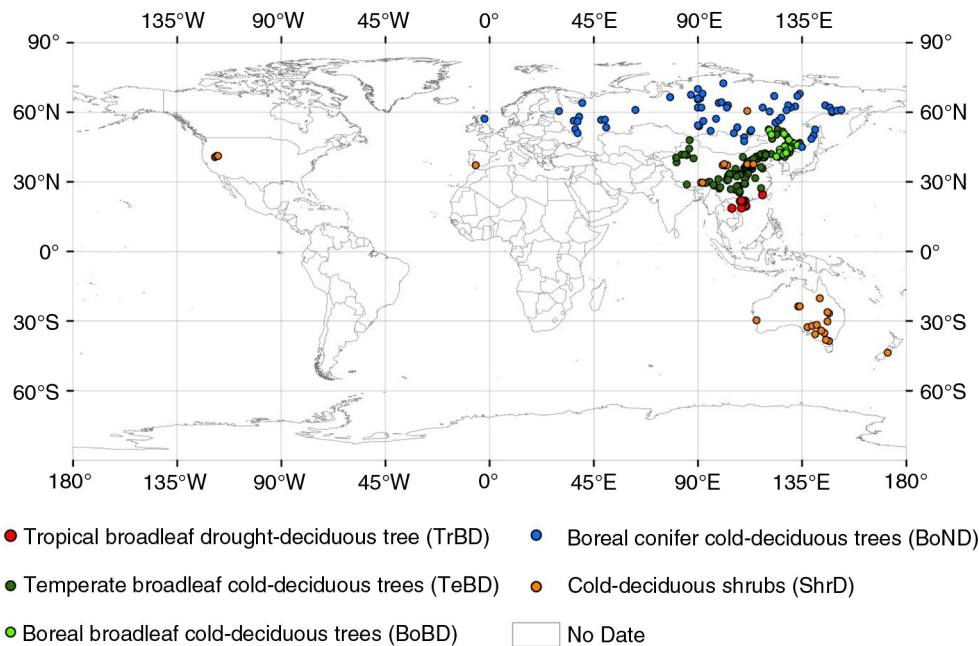 135°W 90°W 45°W 0° 45°E 90°E 135°E
90° 90°
60°N 60°N
30°N 30°N
0° 0°
30°S 30°S
60°S 60°S
180° 135°W 90°W 45°W 0° 45°E 90°E 135°E 180°
Tropical broadleaf drought-deciduous tree (TrBD) Boreal conifer cold-deciduous trees (BoND)
Temperate broadleaf cold-deciduous trees (TeBD) Cold-deciduous shrubs (ShrD)
Boreal broadleaf cold-deciduous trees (BoBD) No Date